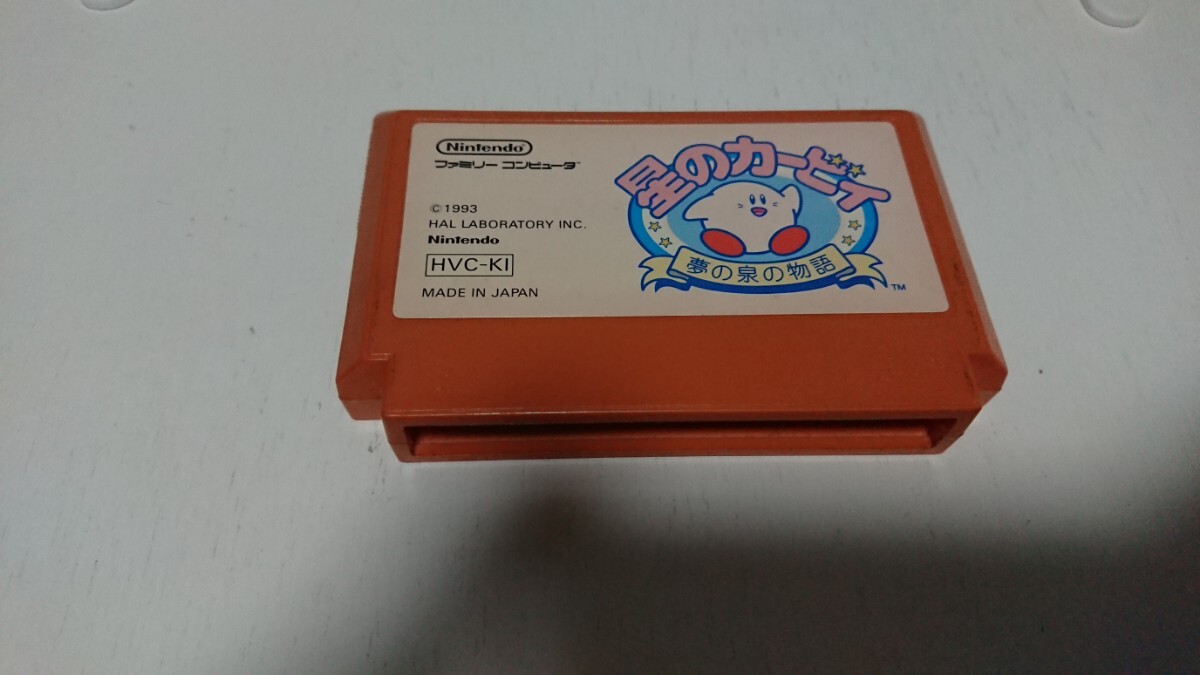 Nintendo
ファミリー コンピュータ
© 1993
HAL LABORATORY INC.
Nintendo
HVC-KI
MADE IN JAPAN
星のカービィ
夢の泉の物語
TM